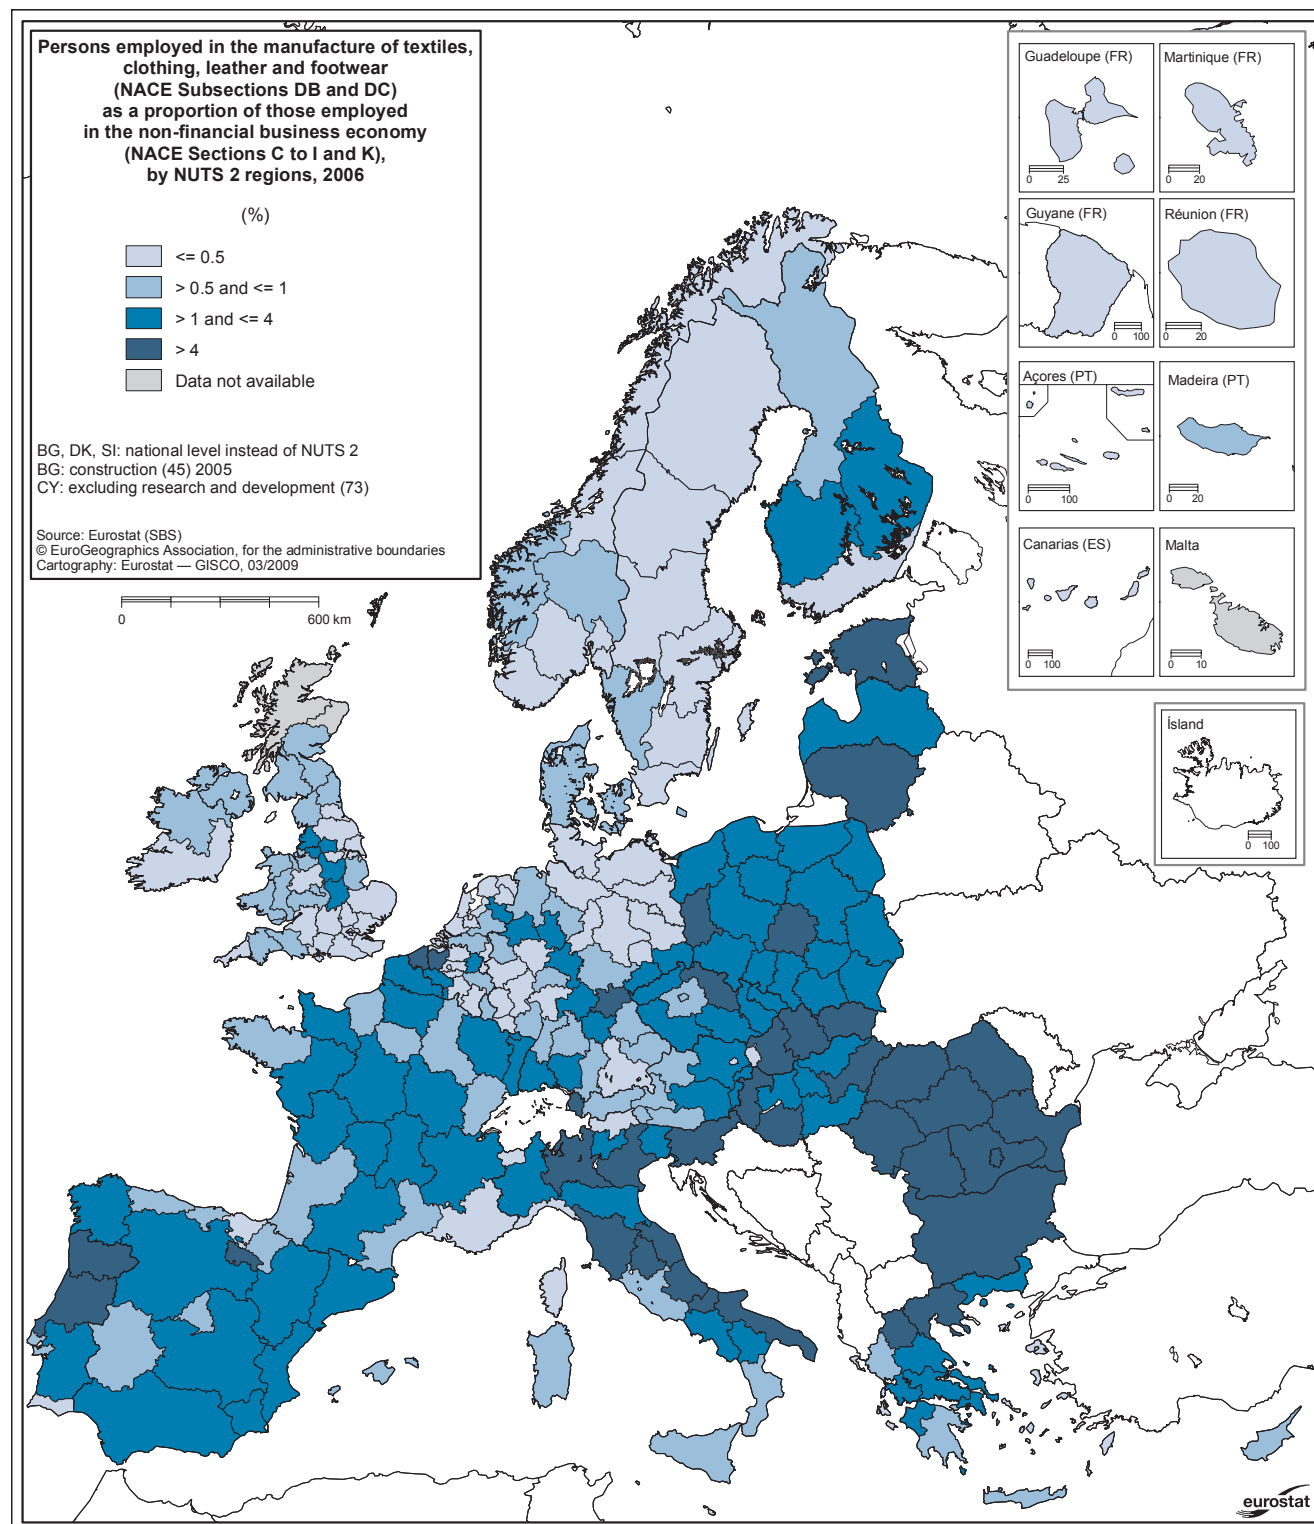 Persons employed in the manufacture of textiles,
clothing, leather and footwear
(NACE Subsections DB and DC)
as a proportion of those employed
in the non-financial business economy
(NACE Sections C to I and K),
by NUTS 2 regions, 2006
(%)
<= 0.5
> 0.5 and <= 1
> 1 and <= 4
> 4
Data not available
BG, DK, SI: national level instead of NUTS 2
BG: construction (45) 2005
CY: excluding research and development (73)
Source: Eurostat (SBS)
© EuroGeographics Association, for the administrative boundaries
Cartography: Eurostat — GISCO, 03/2009
0 600 km
Guadeloupe (FR)
0 25
Martinique (FR)
0 20
Guyane (FR)
0 100
Réunion (FR)
0 20
Açores (PT)
0 100
Madeira (PT)
0 20
Canarias (ES)
0 100
Malta
0 10
Ísland
0 100
eurostat